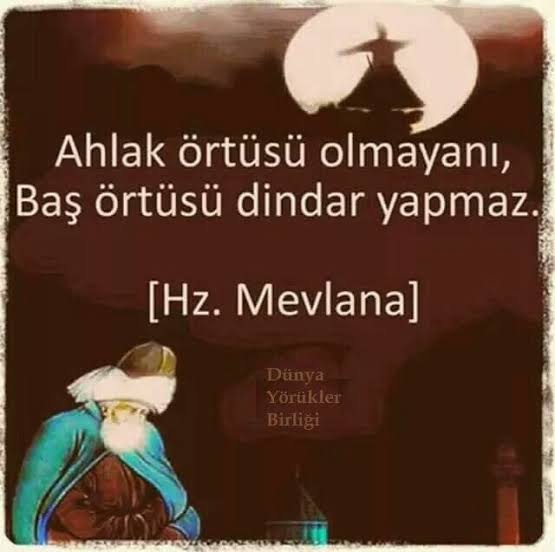 Ahlak örtüsü olmayanı,
Baş örtüsü dindar yapmaz.
[Hz. Mevlana]
Dünya
Yörükler
Birliği